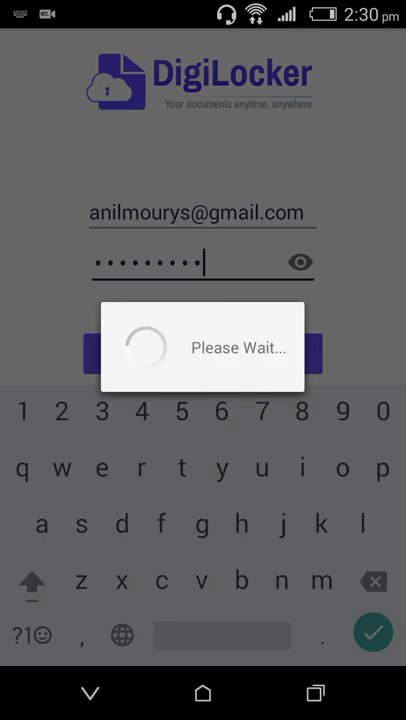 2:30 pm
DigiLocker
Your documents anytime, anywhere
anilmourys@gmail.com
•••••••••
Please Wait...
1 2 3 4 5 6 7 8 9 0
q w e r t y u i o p
a s d f g h j k l
z x c v b n m
?1☺ , .